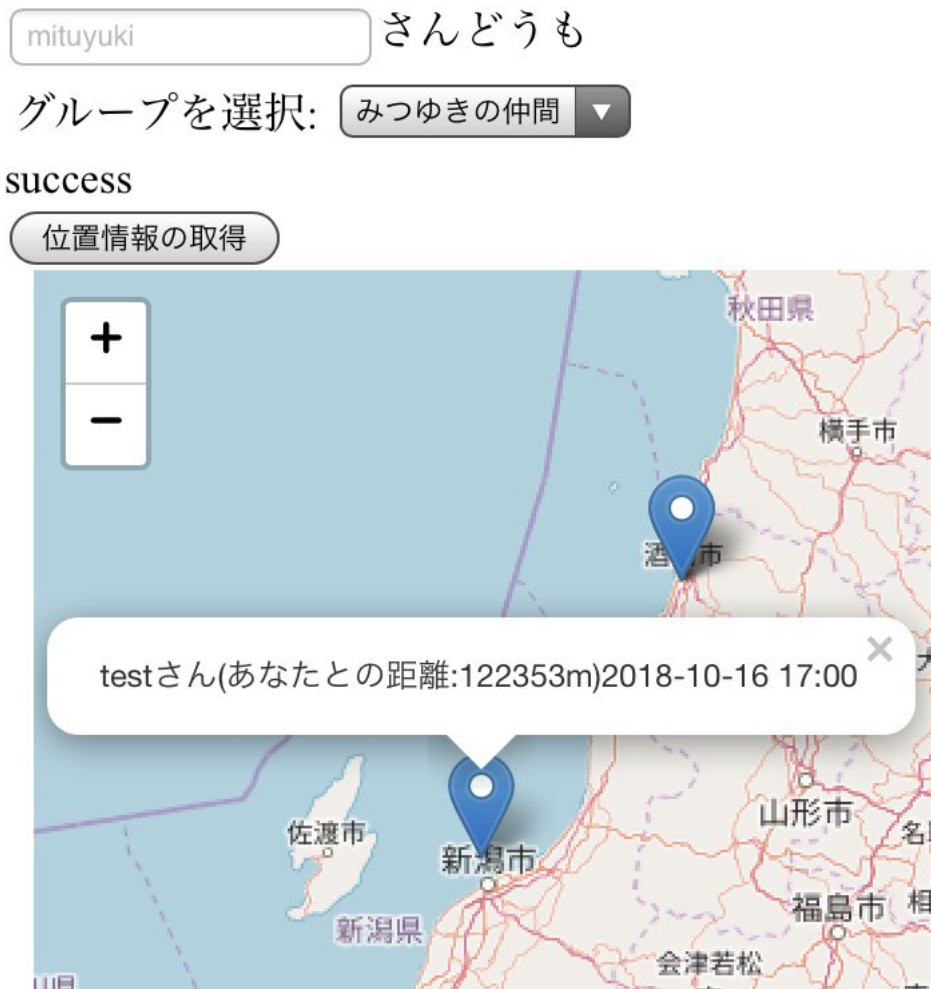 mituyuki さんどうも
グループを選択: みつゆきの仲間 ▼
success
位置情報の取得
+
−
秋田県
横手市
市
×
testさん(あなたとの距離:122353m)2018-10-16 17:00
山形市
佐渡市
新潟市
福島市
新潟県
会津若松